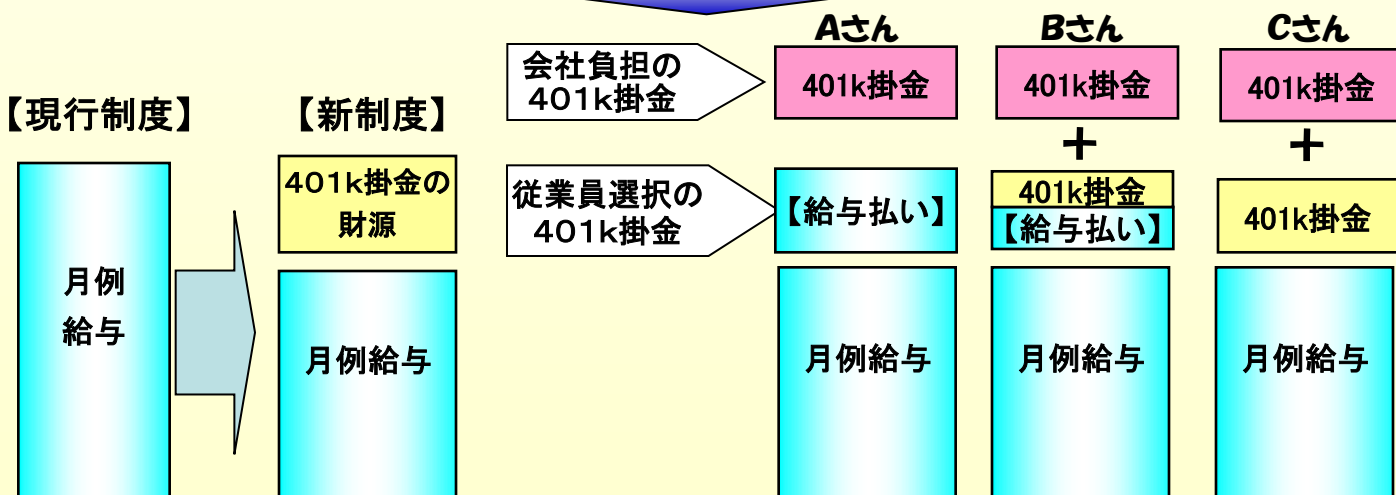 Aさん
Bさん
Cさん
会社負担の
401k掛金
401k掛金
401k掛金
401k掛金
【現行制度】
【新制度】
+
+
401k掛金の
財源
従業員選択の
401k掛金
【給与払い】
401k掛金
【給与払い】
401k掛金
月例
給与
月例給与
月例給与
月例給与
月例給与